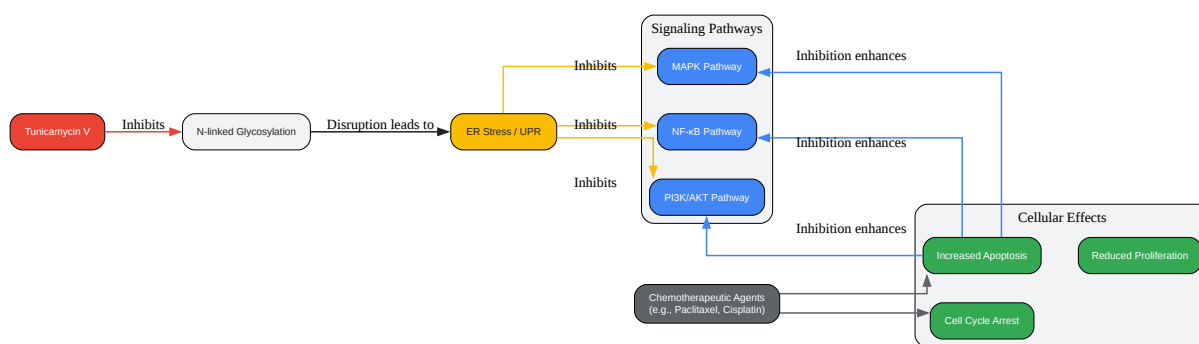 Signaling Pathways
MAPK Pathway
Inhibits
Inhibition enhances
Tunicamycin V
Inhibits
N-linked Glycosylation
Disruption leads to
ER Stress / UPR
Inhibits
NF-κB Pathway
Inhibition enhances
Inhibits
PI3K/AKT Pathway
Inhibition enhances
Cellular Effects
Increased Apoptosis
Reduced Proliferation
Chemotherapeutic Agents
(e.g., Paclitaxel, Cisplatin)
Cell Cycle Arrest